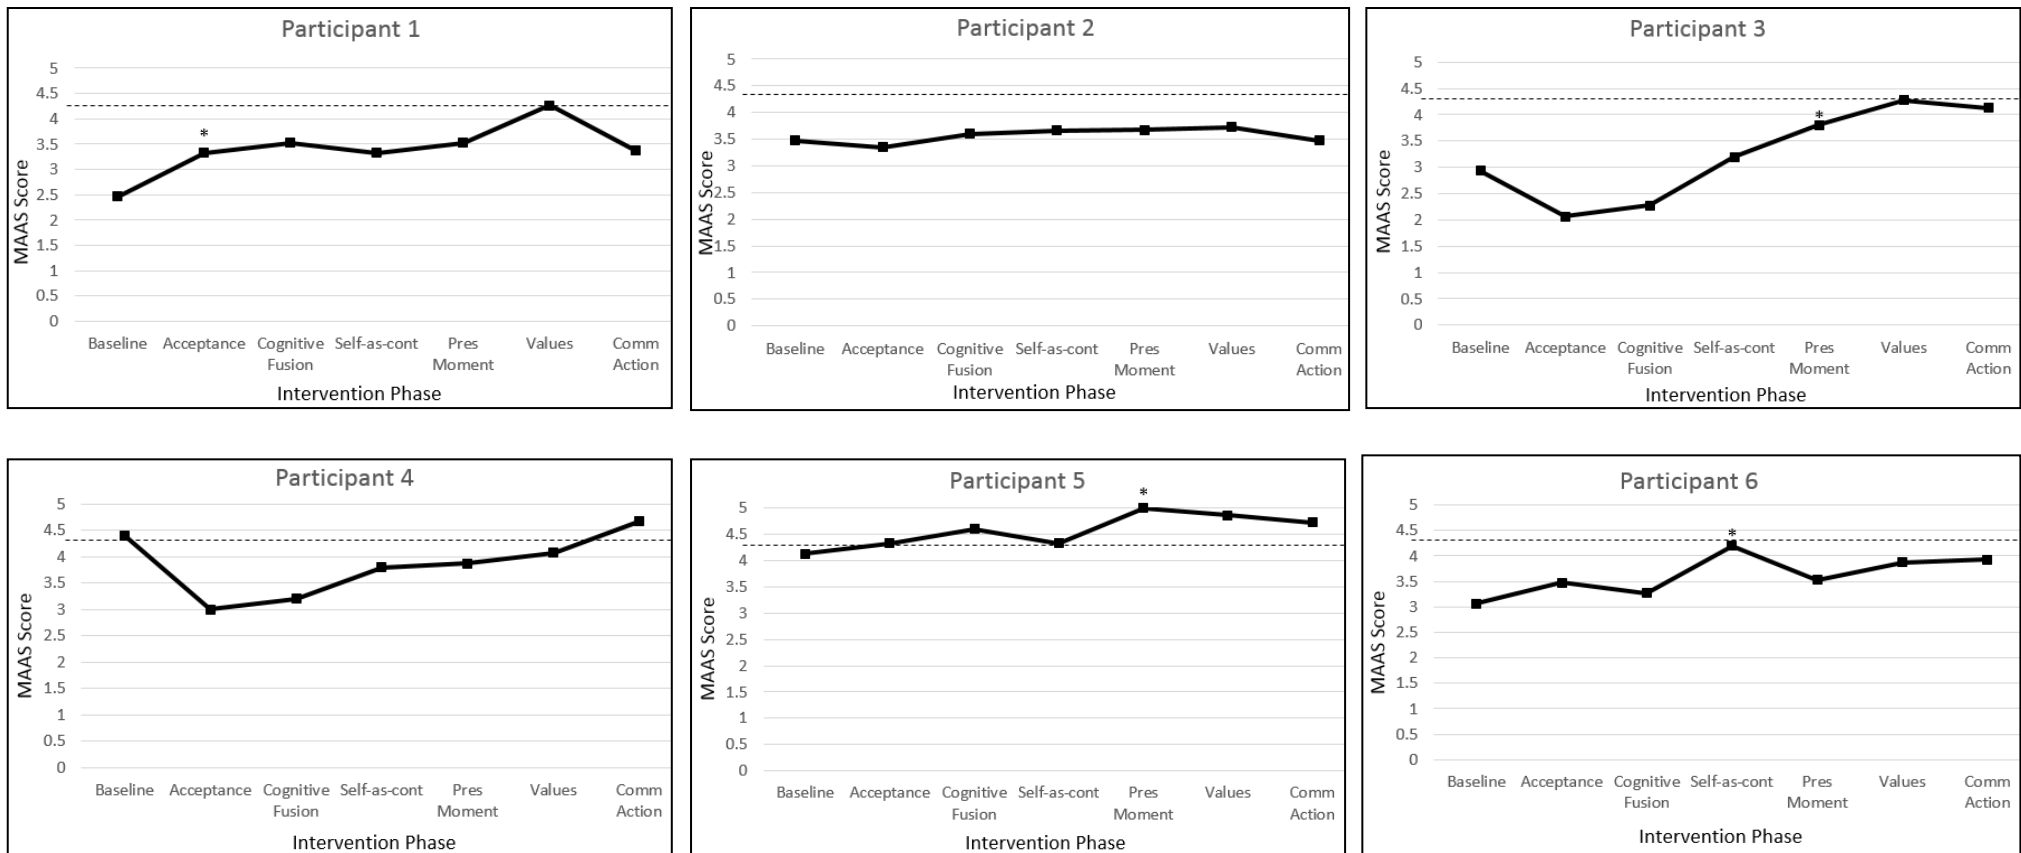 Participant 1
5
4.5
4
3.5
3
2.5
2
1.5
1
0.5
0
MAAS Score
*
Baseline Acceptance Cognitive Fusion Self-as-cont Pres Moment Values Comm Action
Intervention Phase
Participant 2
5
4.5
4
3.5
3
2.5
2
1.5
1
0.5
0
MAAS Score
Baseline Acceptance Cognitive Fusion Self-as-cont Pres Moment Values Comm Action
Intervention Phase
Participant 3
5
4.5
4
3.5
3
2.5
2
1.5
1
0.5
0
MAAS Score
*
Baseline Acceptance Cognitive Fusion Self-as-cont Pres Moment Values Comm Action
Intervention Phase
Participant 4
5
4.5
4
3.5
3
2.5
2
1.5
1
0.5
0
MAAS Score
Baseline Acceptance Cognitive Fusion Self-as-cont Pres Moment Values Comm Action
Intervention Phase
Participant 5
*
5
4.5
4
3.5
3
2.5
2
1.5
1
0.5
0
MAAS Score
Baseline Acceptance Cognitive Fusion Self-as-cont Pres Moment Values Comm Action
Intervention Phase
Participant 6
5
4.5
4
3.5
3
2.5
2
1.5
1
0.5
0
MAAS Score
*
Baseline Acceptance Cognitive Fusion Self-as-cont Pres Moment Values Comm Action
Intervention Phase